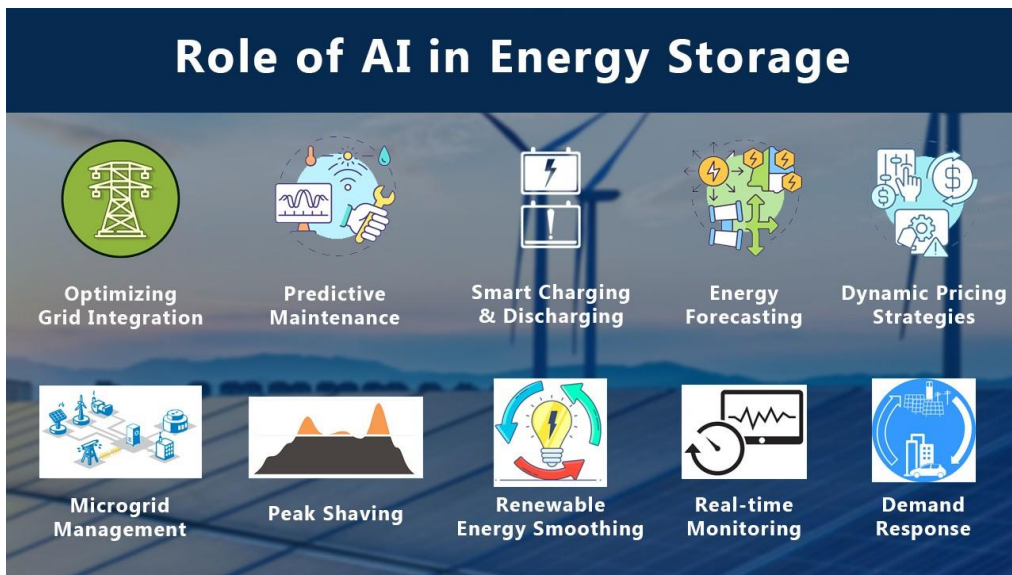 Role of AI in Energy Storage
Optimizing
Grid Integration
Predictive
Maintenance
Smart Charging
& Discharging
Energy
Forecasting
Dynamic Pricing
Strategies
Microgrid
Management
Peak Shaving
Renewable
Energy Smoothing
Real-time
Monitoring
Demand
Response